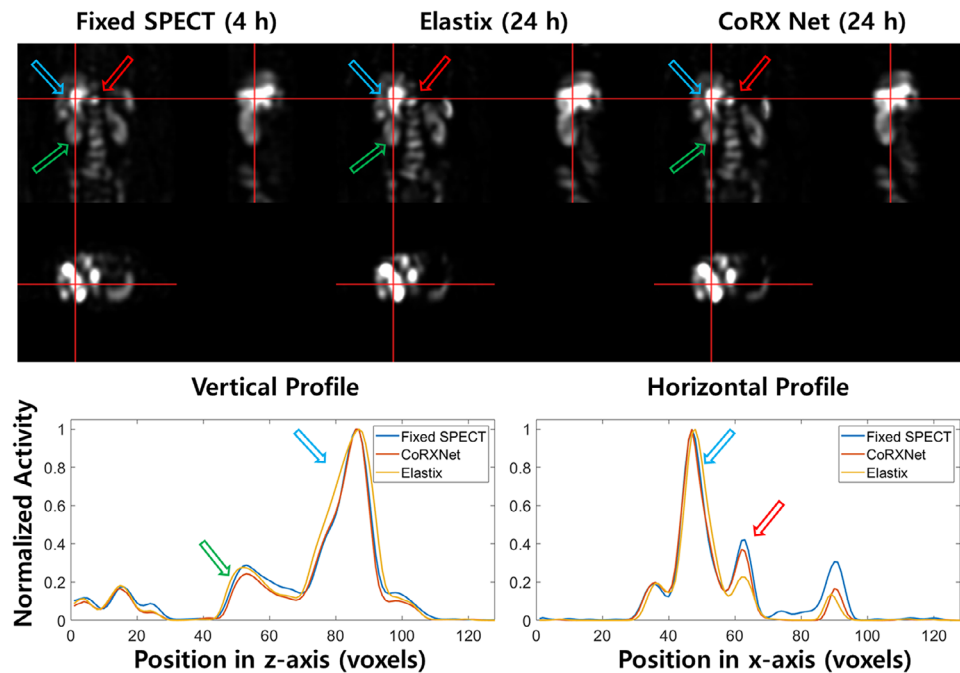 Fixed SPECT (4 h) Elastix (24 h) CoRX Net (24 h)
Vertical Profile Horizontal Profile
Normalized Activity
1
0.8
0.6
0.4
0.2
0
0 20 40 60 80 100 120
Position in z-axis (voxels)
Fixed SPECT
CoRXNet
Elastix
1
0.8
0.6
0.4
0.2
0
0 20 40 60 80 100 120
Position in x-axis (voxels)
Fixed SPECT
CoRXNet
Elastix